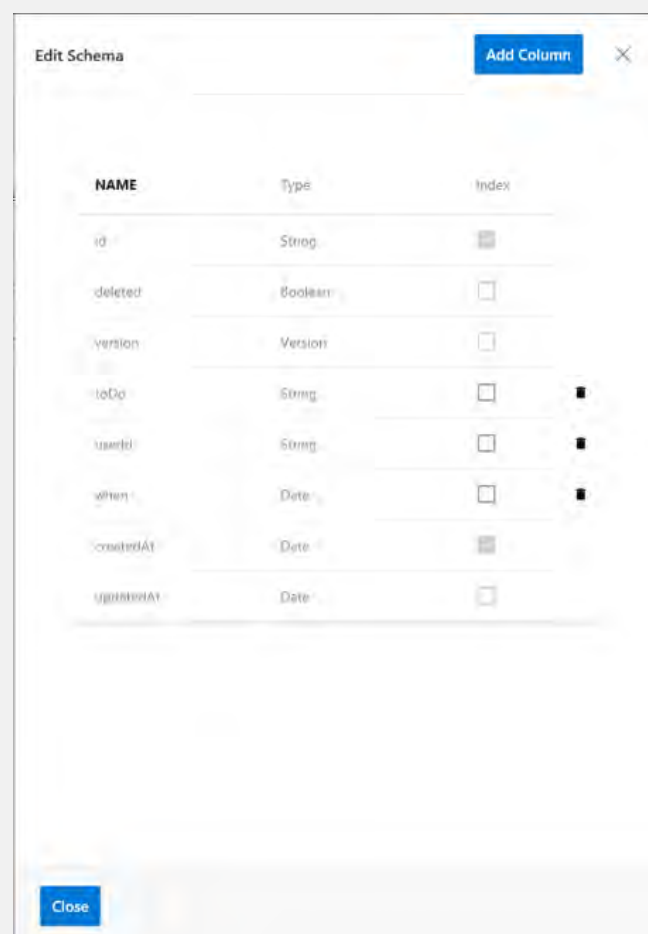 Edit Schema Add Column
NAME Type Index
id String
deleted Boolean
version Version
toDo String
userId String
when Date
createdAt Date
updatedAt Date
Close